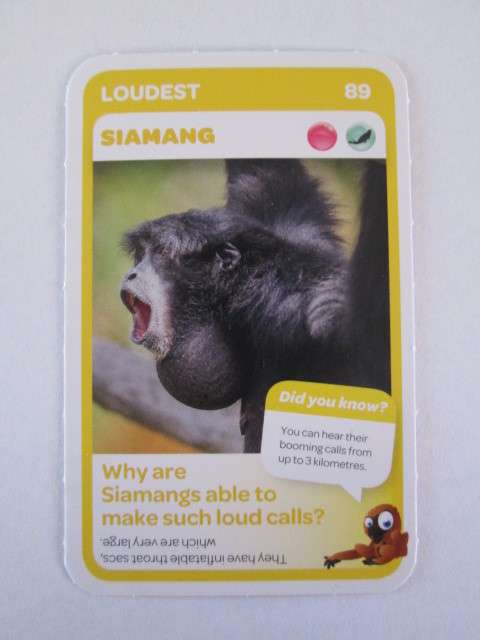 LOUDEST 89
SIAMANG
Did you know?
You can hear their
booming calls from
up to 3 kilometres.
Why are
Siamangs able to
make such loud calls?
They have inflatable throat sacs,
which are very large.